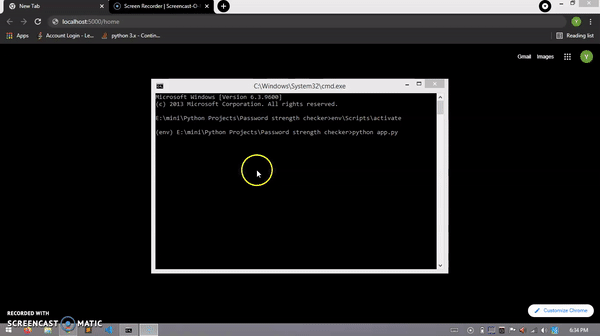 New Tab
Screen Recorder | Screencast-O-
localhost:5000/home
Apps
Account Login - Le...
python 3.x - Contin...
Reading list
Gmail
Images
Y
C:\Windows\System32\cmd.exe
Microsoft Windows [Version 6.3.9600]
(c) 2013 Microsoft Corporation. All rights reserved.
E:\mini\Python Projects\Password strength checker>env\Scripts\activate
(env) E:\mini\Python Projects\Password strength checker>python app.py
RECORDED WITH
SCREENCAST MATIC
Customize Chrome
6:34 PM